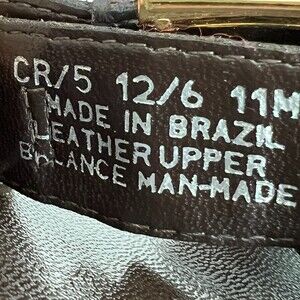 CR/5 12/6 11M
MADE IN BRAZIL
LEATHER UPPER
BALANCE MAN-MADE